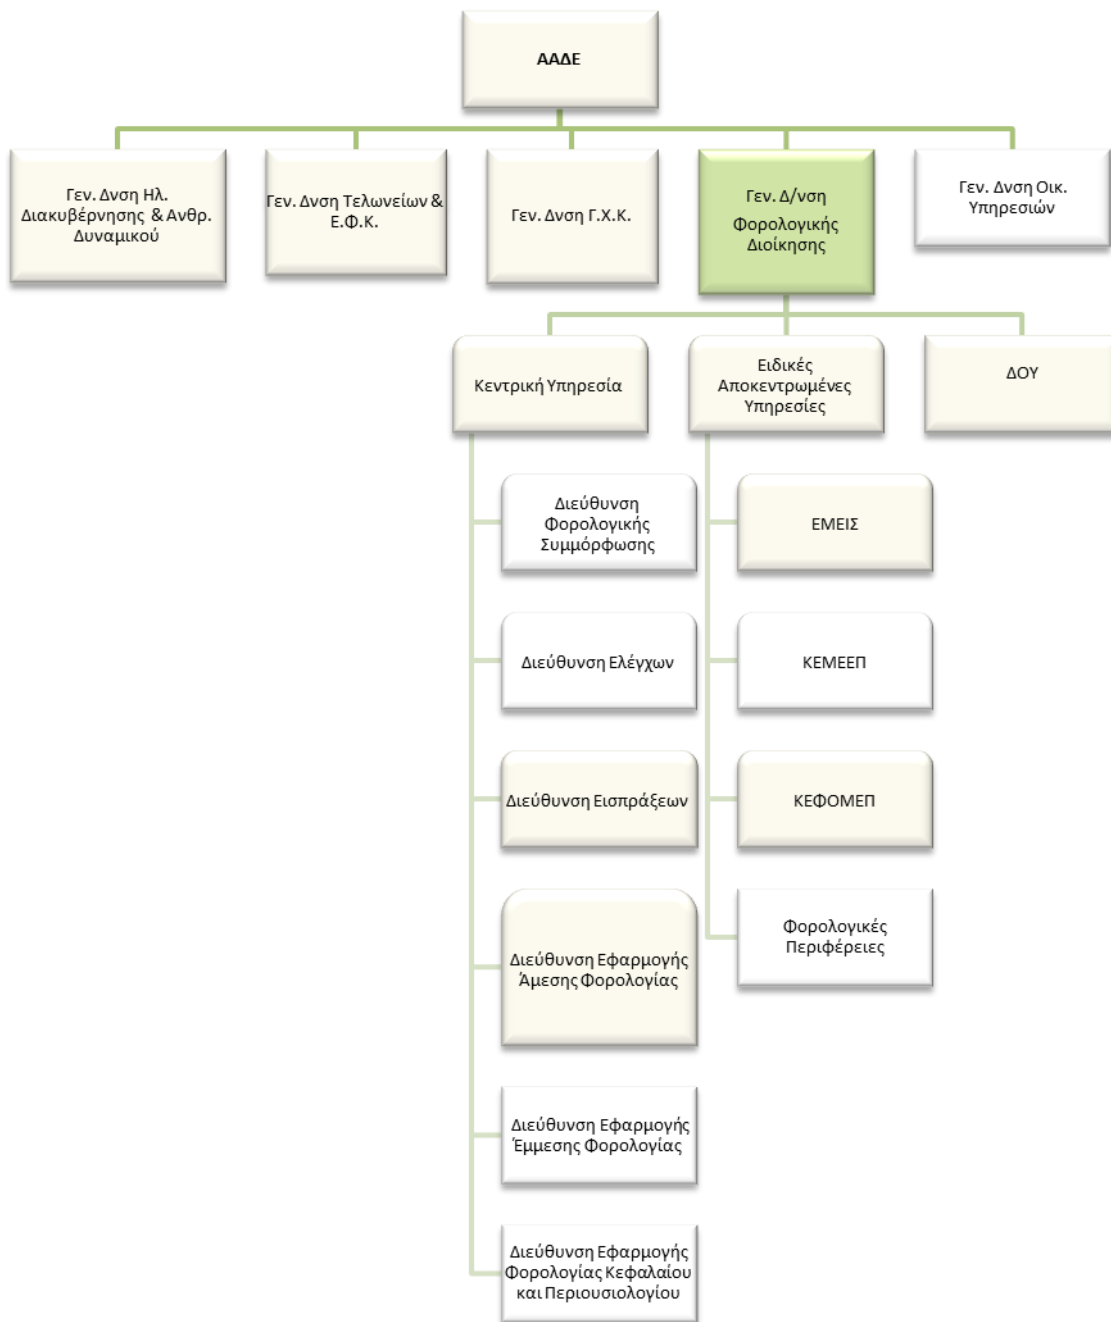 ΑΑΔΕ
Γεν. Δνση Ηλ.
Διακυβέρνησης & Ανθρ.
Δυναμικού
Γεν. Δνση Τελωνείων &
Ε.Φ.Κ.
Γεν. Δνση Γ.Χ.Κ.
Γεν. Δ/νση
Φορολογικής
Διοίκησης
Γεν. Δνση Οικ.
Υπηρεσιών
Κεντρική Υπηρεσία
Ειδικές
Αποκεντρωμένες
Υπηρεσίες
ΔΟΥ
Διεύθυνση
Φορολογικής
Συμμόρφωσης
Διεύθυνση Ελέγχων
Διεύθυνση Εισπράξεων
Διεύθυνση Εφαρμογής
Άμεσης Φορολογίας
Διεύθυνση Εφαρμογής
Έμμεσης Φορολογίας
Διεύθυνση Εφαρμογής
Φορολογίας Κεφαλαίου
και Περιουσιολογίου
ΕΜΕΙΣ
ΚΕΜΕΕΠ
ΚΕΦΟΜΕΠ
Φορολογικές
Περιφέρειες